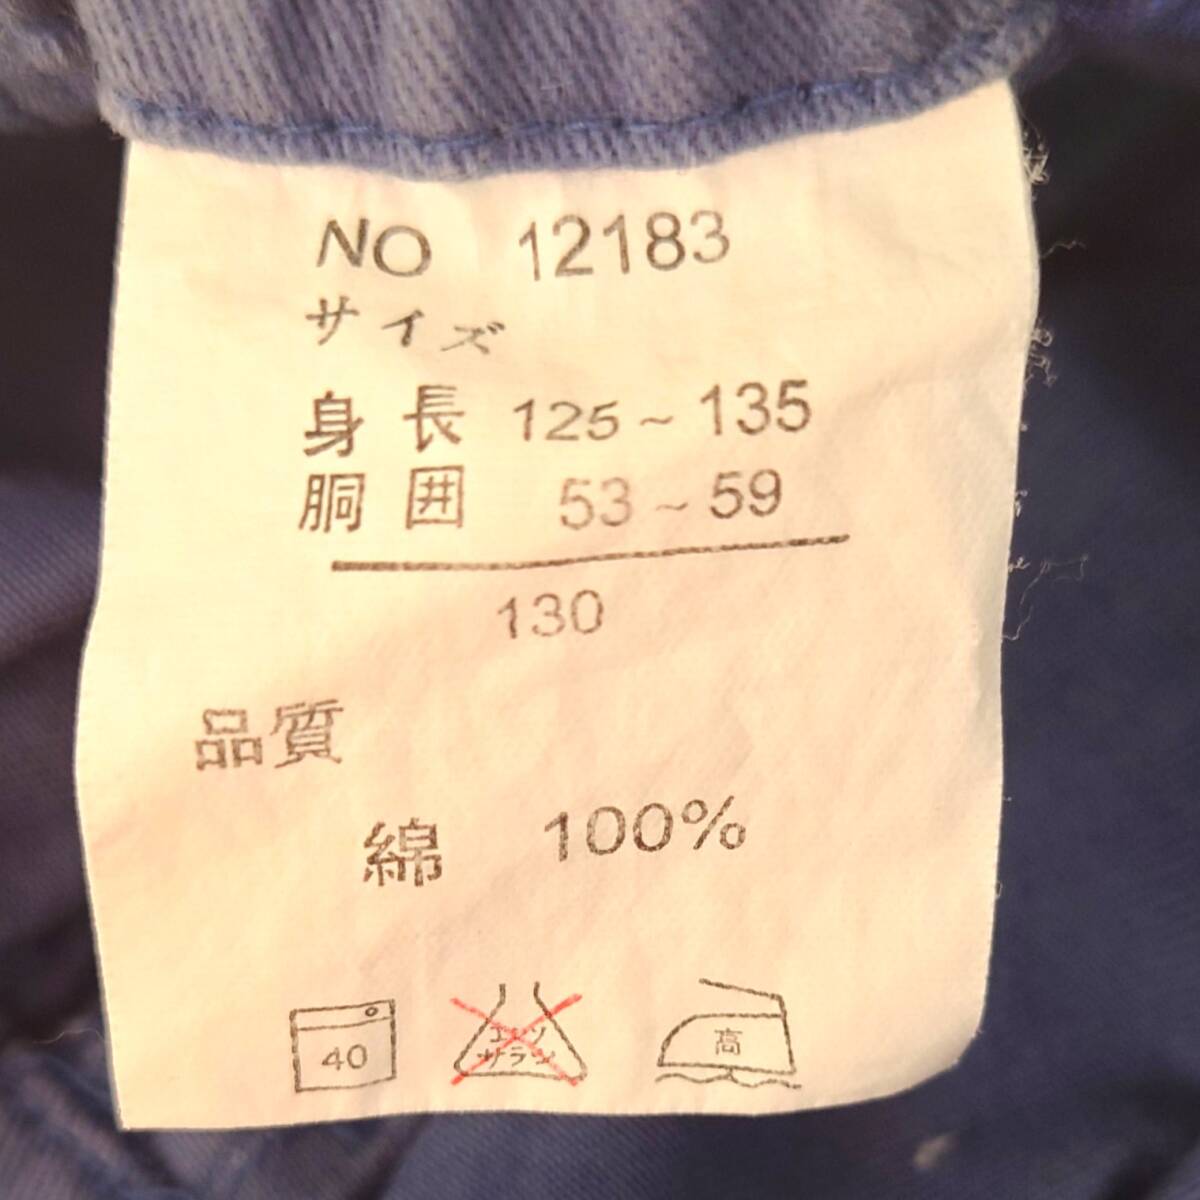 NO 12183
サイズ
身長 125~135
胴囲 53~59
130
品質
綿 100%
40
エンソ
サラシ
高